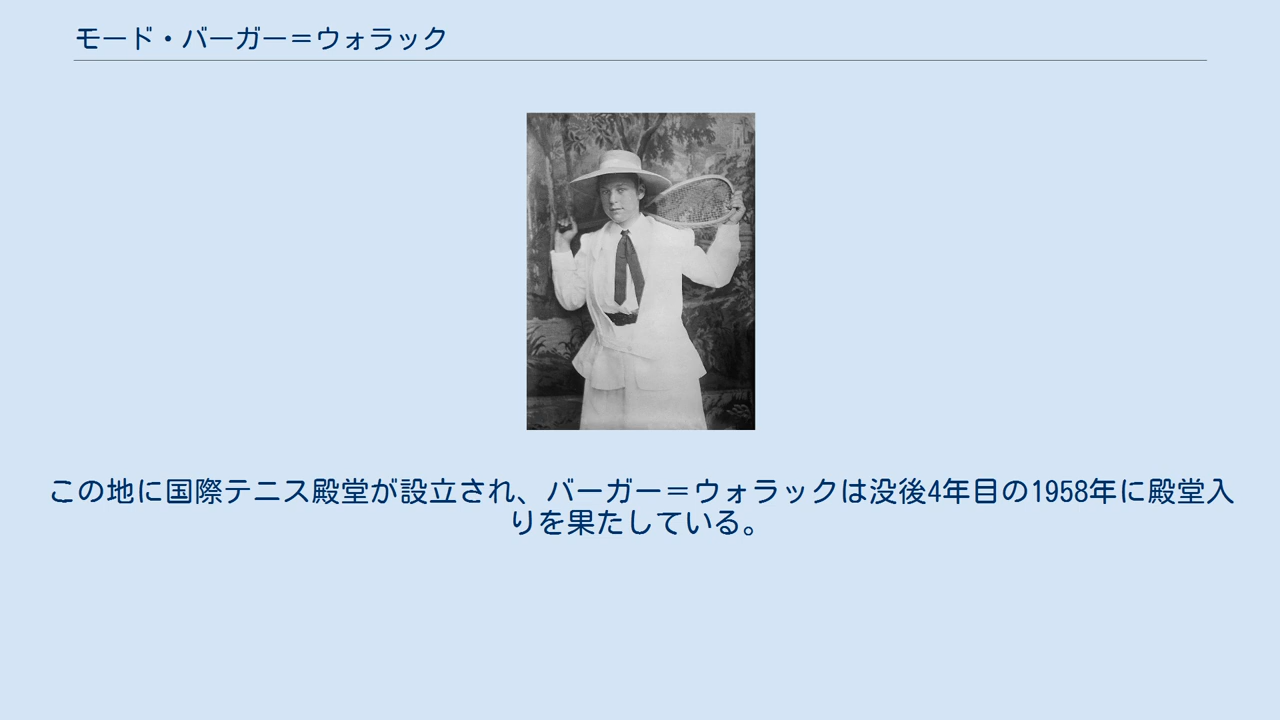 モード・バーガー＝ウォラック
この地に国際テニス殿堂が設立され、バーガー＝ウォラックは没後4年目の1958年に殿堂入
りを果たしている。